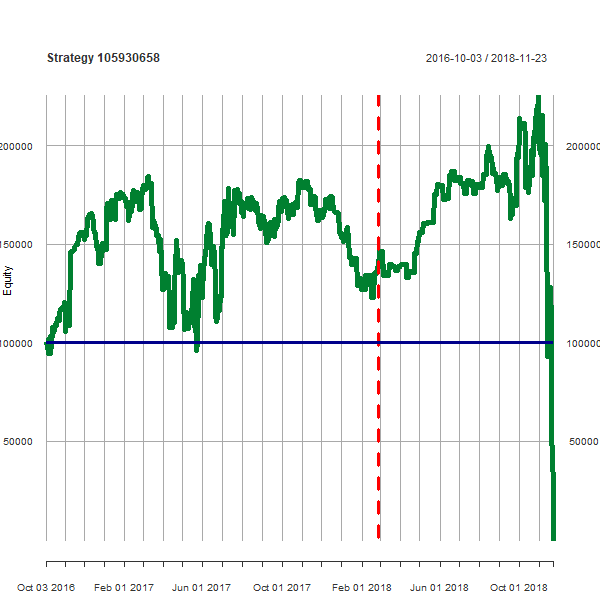 Strategy 105930658
2016-10-03 / 2018-11-23
200000 200000
150000 150000
Equity
100000 100000
50000 50000
Oct 03 2016 Feb 01 2017 Jun 01 2017 Oct 02 2017 Feb 01 2018 Jun 01 2018 Oct 01 2018